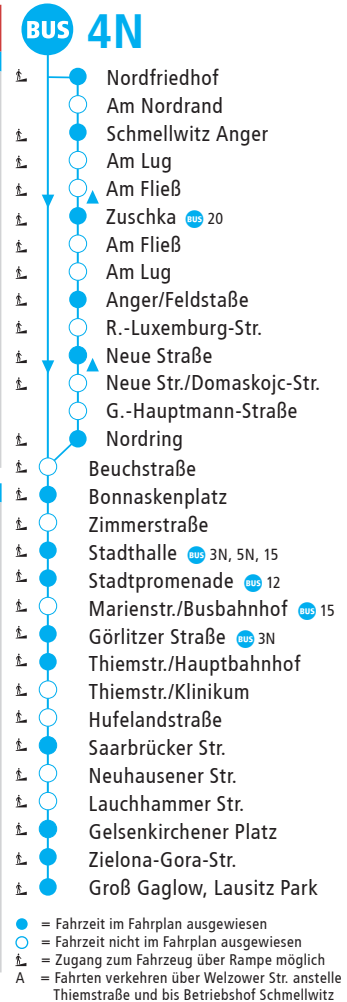 BUS 4N
Nordfriedhof
Am Nordrand
Schmellwitz Anger
Am Lug
Am Fließ
Zuschka BUS 20
Am Fließ
Am Lug
Anger/Feldstaße
R.-Luxemburg-Str.
Neue Straße
Neue Str./Domaskojc-Str.
G.-Hauptmann-Straße
Nordring
Beuchstraße
Bonnaskenplatz
Zimmerstraße
Stadthalle BUS 3N, 5N, 15
Stadtpromenade BUS 12
Marienstr./Busbahnhof BUS 15
Görlitzer Straße BUS 3N
Thiemstr./Hauptbahnhof
Thiemstr./Klinikum
Hufelandstraße
Saarbrücker Str.
Neuhausener Str.
Lauchhammer Str.
Gelsenkirchener Platz
Zielona-Gora-Str.
Groß Gaglow, Lausitz Park
= Fahrzeit im Fahrplan ausgewiesen
= Fahrzeit nicht im Fahrplan ausgewiesen
= Zugang zum Fahrzeug über Rampe möglich
A = Fahrten verkehren über Welzower Str. anstelle
Thiemstraße und bis Betriebshof Schmellwitz